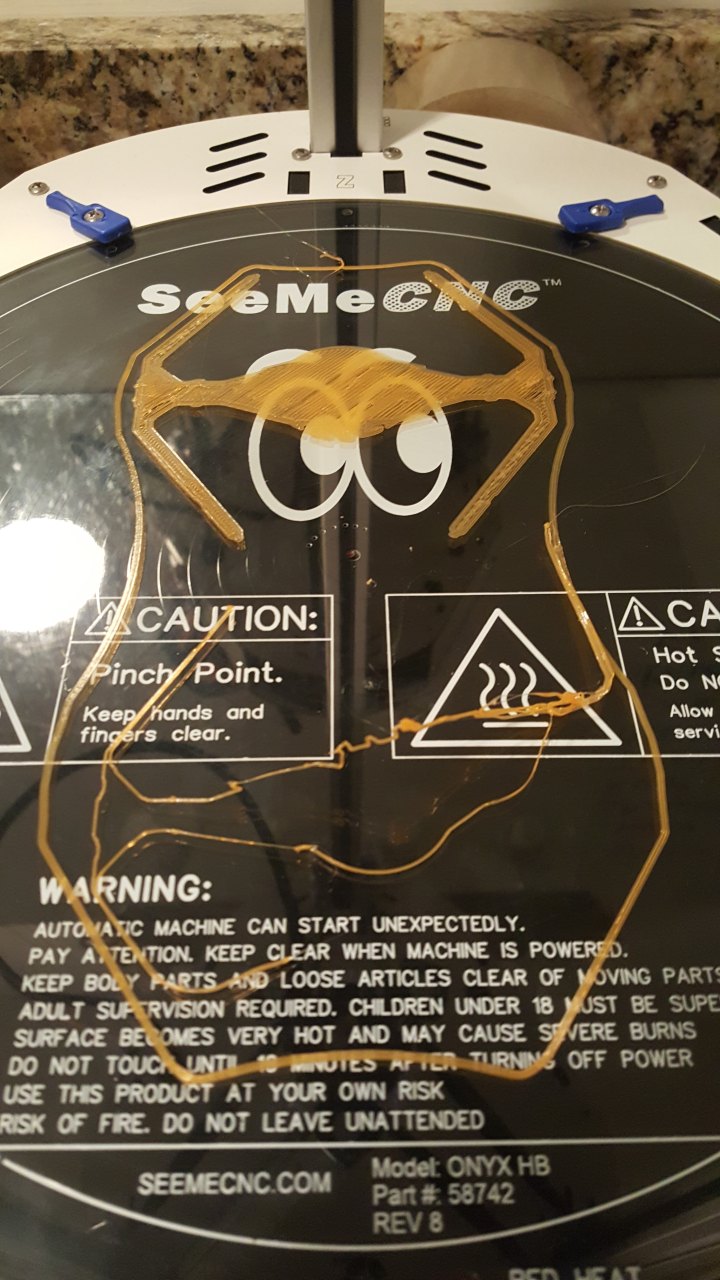 Z
SeeMeCNC™
CAUTION:
Pinch Point.
Keep hands and
fingers clear.
CA
Hot S
Do N
Allow
servi
WARNING:
AUTOMATIC MACHINE CAN START UNEXPECTEDLY.
PAY ATTENTION. KEEP CLEAR WHEN MACHINE IS POWERED.
KEEP BODY PARTS AND LOOSE ARTICLES CLEAR OF MOVING PARTS
ADULT SUPERVISION REQUIRED. CHILDREN UNDER 18 MUST BE SUPE
SURFACE BECOMES VERY HOT AND MAY CAUSE SEVERE BURNS
DO NOT TOUCH UNTIL MINUTES AFTER TURNING OFF POWER
USE THIS PRODUCT AT YOUR OWN RISK
RISK OF FIRE. DO NOT LEAVE UNATTENDED
SEEMECNC.COM
Model: ONYX HB
Part #: 58742
REV 8
BED HEAT